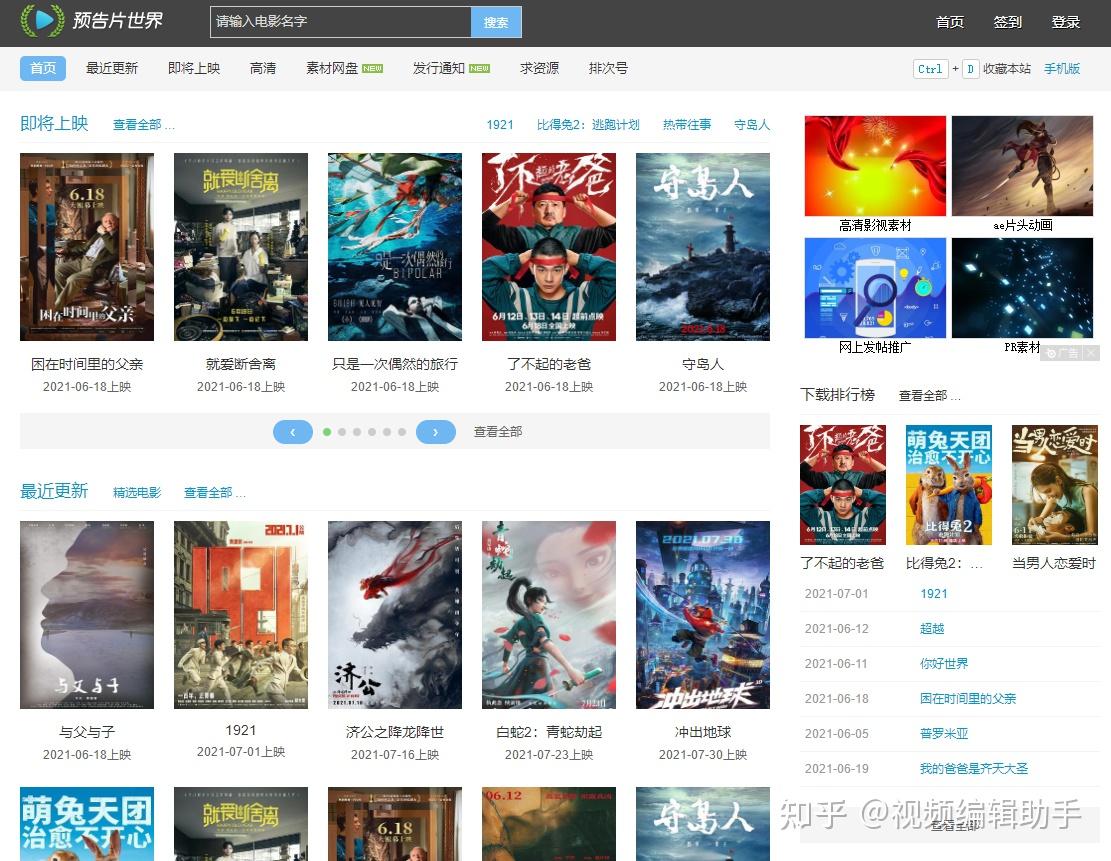 预告片世界
请输入电影名字
搜索
首页 签到 登录
首页 最近更新 即将上映 高清 素材网盘 NEW 发行通知 NEW 求资源 排次号
Ctrl + D 收藏本站 手机版
即将上映 查看全部 ...
1921 比得兔2：逃跑计划 热带往事 守岛人
6.18
困在时间里的父亲
就爱断舍离
只是一次偶然的旅行
BIPOLAR
了不起的老爸
6月12日、13日、14日 超前点映
6月18日全国上映
守岛人
2021.6.18
困在时间里的父亲
2021-06-18上映
就爱断舍离
2021-06-18上映
只是一次偶然的旅行
2021-06-18上映
了不起的老爸
2021-06-18上映
守岛人
2021-06-18上映
‹ › 查看全部
最近更新 精选电影 查看全部 ...
与父与子
2021.7.1
1921
济公
2021.07.16
青蛇劫起
7月23日
2021.07.30
冲出地球
与父与子
2021-06-18上映
1921
2021-07-01上映
济公之降龙降世
2021-07-16上映
白蛇2：青蛇劫起
2021-07-23上映
冲出地球
2021-07-30上映
萌兔天团
治愈不开心
就爱断舍离
6.18
06.12
守岛人
高清影视素材
ae片头动画
网上发帖推广
PR素材
广告
下载排行榜 查看全部 ...
了不起的老爸
萌兔天团
治愈不开心
比得兔2
当男人恋爱时
了不起的老爸
比得兔2：...
当男人恋爱时
2021-07-01 1921
2021-06-12 超越
2021-06-11 你好世界
2021-06-18 困在时间里的父亲
2021-06-05 普罗米亚
2021-06-19 我的爸爸是齐天大圣
查看全部
知乎 @视频编辑助手